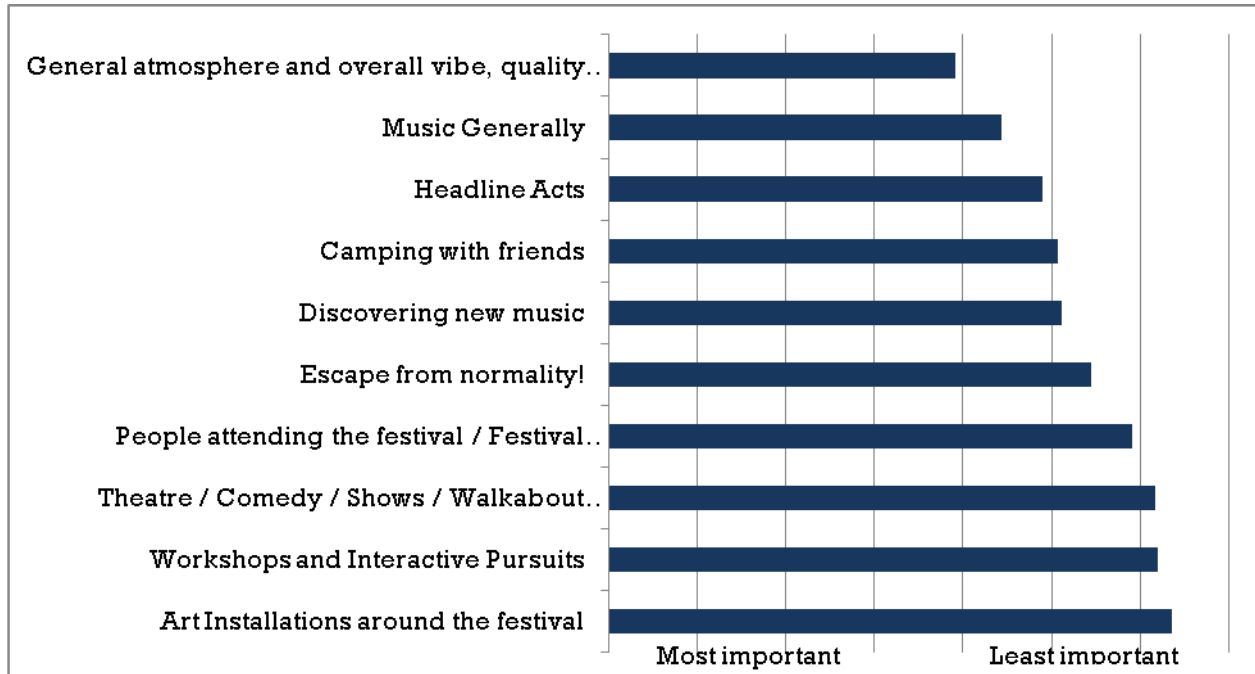 General atmosphere and overall vibe, quality..
Music Generally
Headline Acts
Camping with friends
Discovering new music
Escape from normality!
People attending the festival / Festival..
Theatre / Comedy / Shows / Walkabout..
Workshops and Interactive Pursuits
Art Installations around the festival
Most important Least important